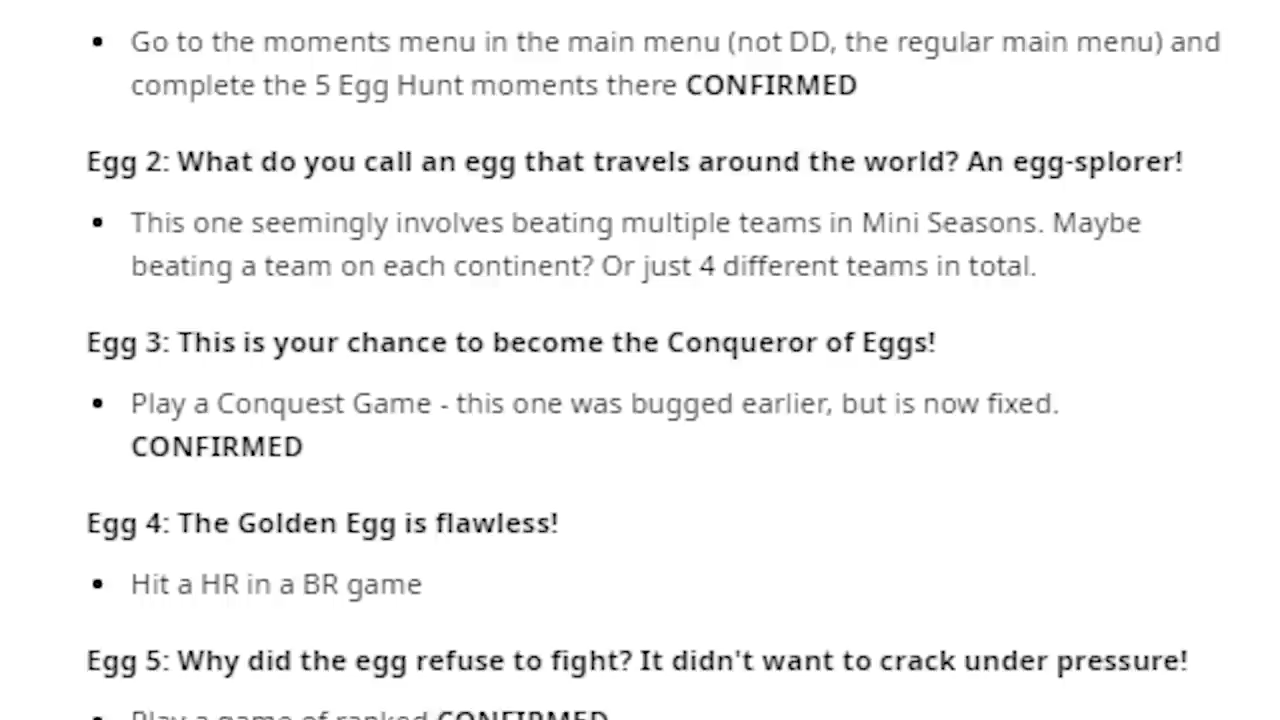 Go to the moments menu in the main menu (not DD, the regular main menu) and
complete the 5 Egg Hunt moments there CONFIRMED
Egg 2: What do you call an egg that travels around the world? An egg-splorer!
This one seemingly involves beating multiple teams in Mini Seasons. Maybe
beating a team on each continent? Or just 4 different teams in total.
Egg 3: This is your chance to become the Conqueror of Eggs!
Play a Conquest Game - this one was bugged earlier, but is now fixed.
CONFIRMED
Egg 4: The Golden Egg is flawless!
Hit a HR in a BR game
Egg 5: Why did the egg refuse to fight? It didn't want to crack under pressure!
Play a game of ranked CONFIRMED